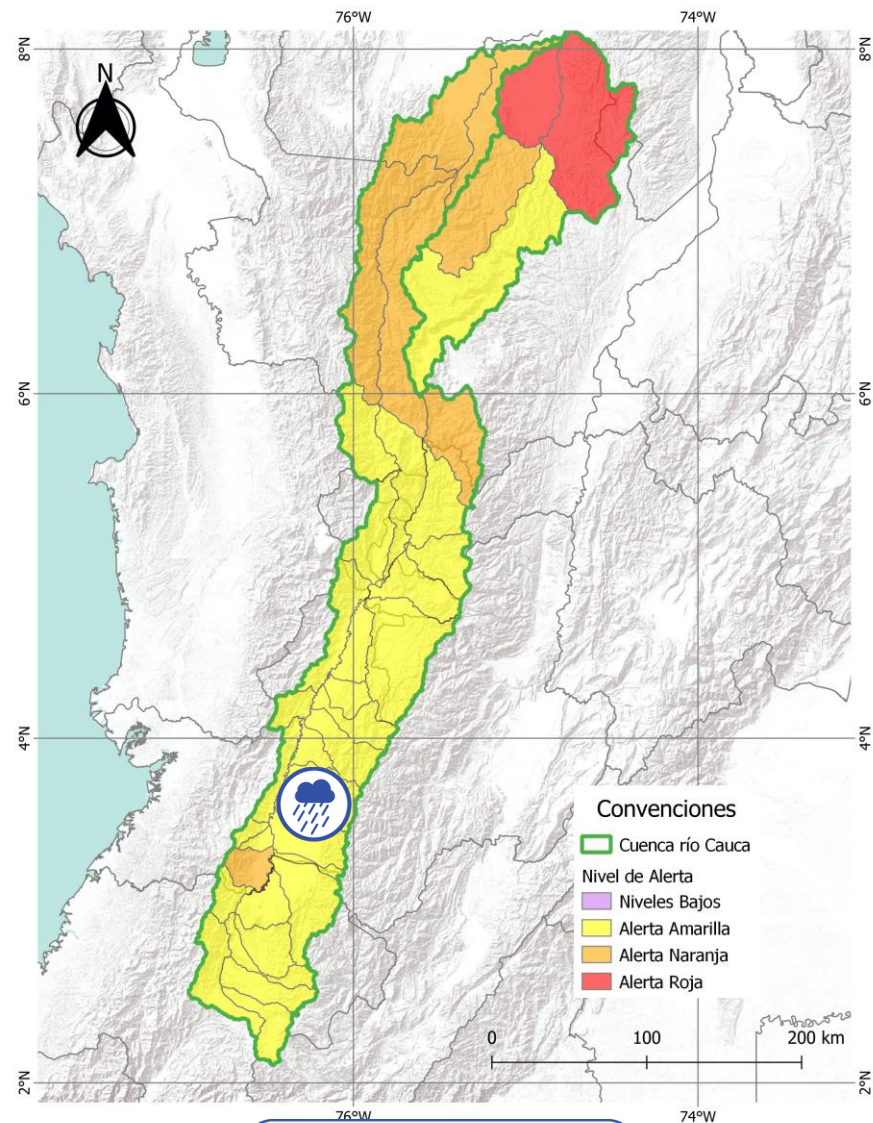 76°W 74°W
8°N 8°N
N
6°N 6°N
4°N 4°N
Convenciones
Cuenca río Cauca
Nivel de Alerta
Niveles Bajos
Alerta Amarilla
Alerta Naranja
Alerta Roja
0 100 200 km
2°N 2°N
76°W 74°W